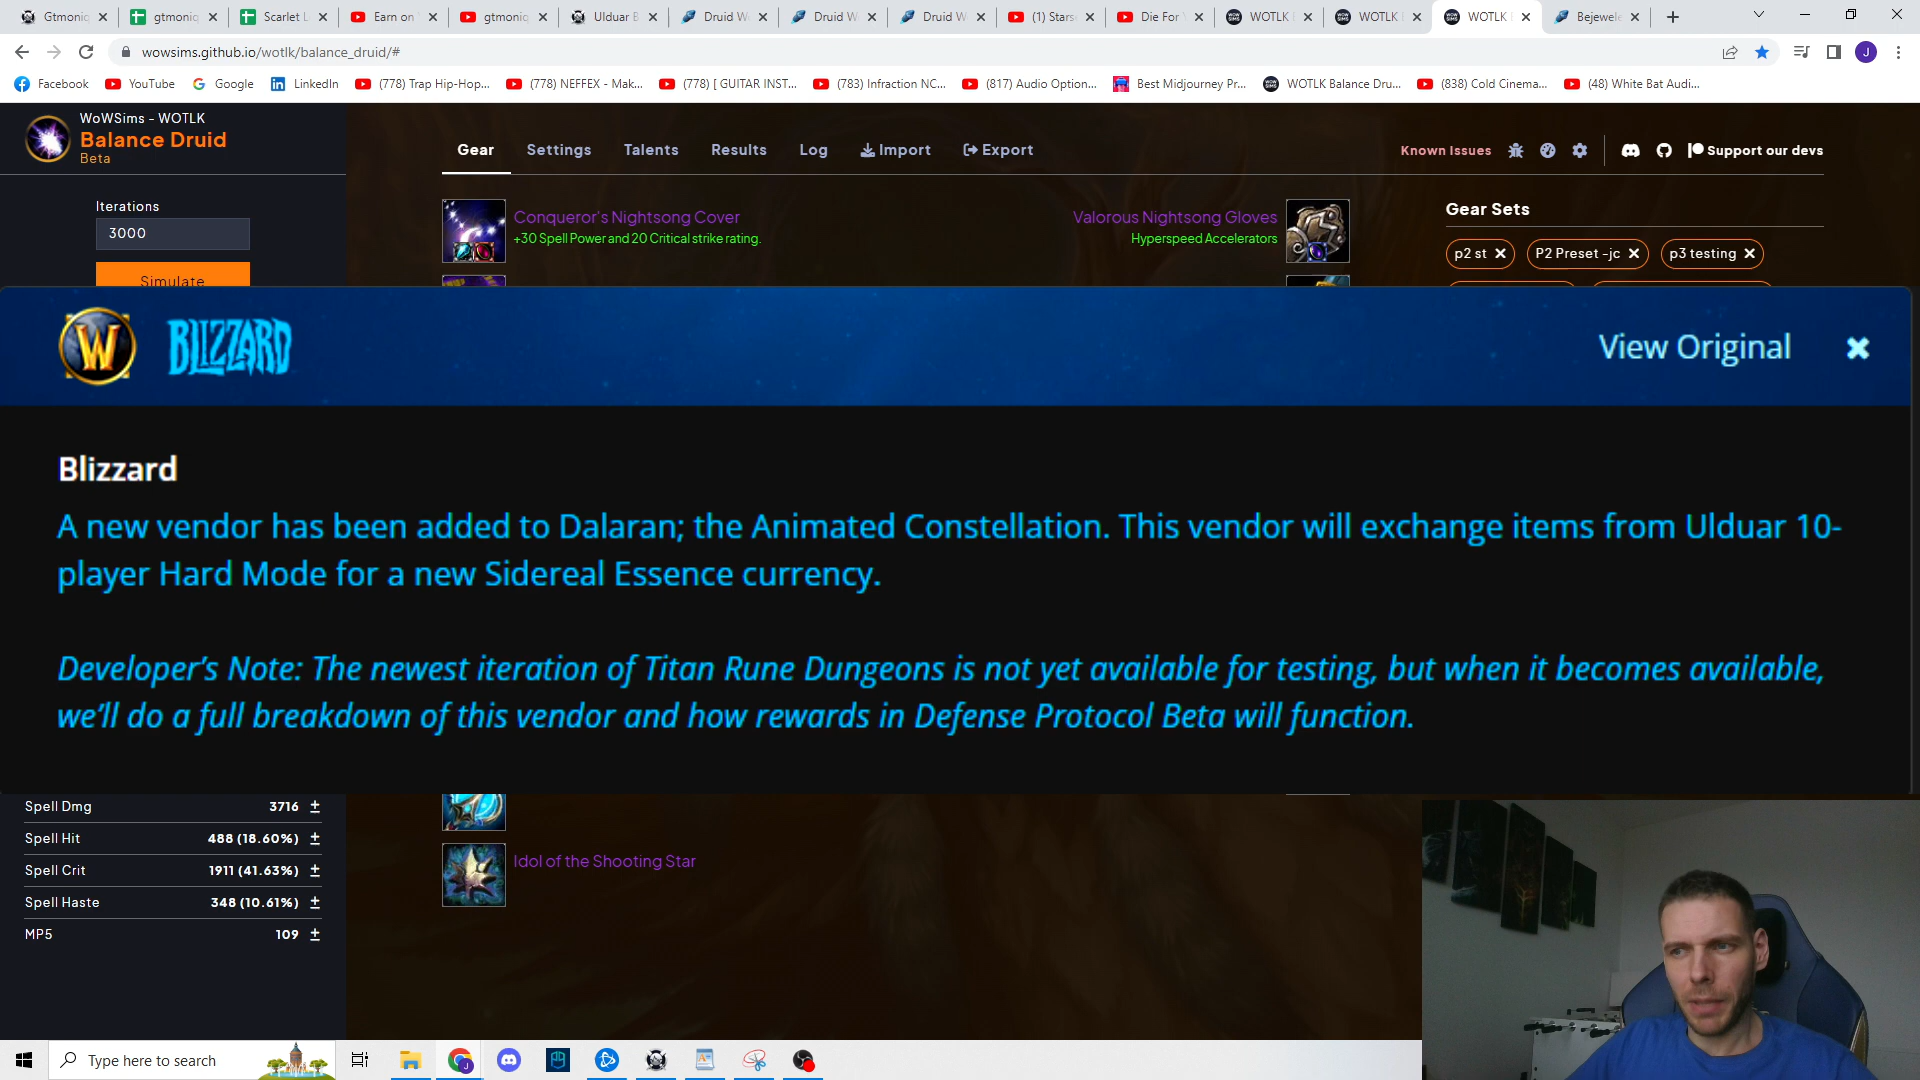 Gtmoniq
gtmoniq
Scarlet L
Earn on
gtmoniq
Ulduar B
Druid W
Druid W
Druid W
(1) Stars
Die For
WOTLK
WOTLK
WOTLK
Bejewele
wowsims.github.io/wotlk/balance_druid/#
J
Facebook
YouTube
Google
LinkedIn
(778) Trap Hip-Hop...
(778) NEFFEX - Mak...
(778) [ GUITAR INST...
(783) Infraction NC...
(817) Audio Option...
Best Midjourney Pr...
WOTLK Balance Dru...
(838) Cold Cinema...
(48) White Bat Audi...
WoWSims - WOTLK
Balance Druid
Beta
Gear
Settings
Talents
Results
Log
Import
Export
Known Issues
Support our devs
Iterations
3000
Simulate
Conqueror's Nightsong Cover
+30 Spell Power and 20 Critical strike rating.
Valorous Nightsong Gloves
Hyperspeed Accelerators
Gear Sets
p2 st
P2 Preset -jc
p3 testing
W
BLIZZARD
View Original
Blizzard
A new vendor has been added to Dalaran; the Animated Constellation. This vendor will exchange items from Ulduar 10-
player Hard Mode for a new Sidereal Essence currency.
Developer's Note: The newest iteration of Titan Rune Dungeons is not yet available for testing, but when it becomes available,
we'll do a full breakdown of this vendor and how rewards in Defense Protocol Beta will function.
Spell Dmg 3716
Spell Hit 488 (18.60%)
Spell Crit 1911 (41.63%)
Spell Haste 348 (10.61%)
MP5 109
Idol of the Shooting Star
Type here to search